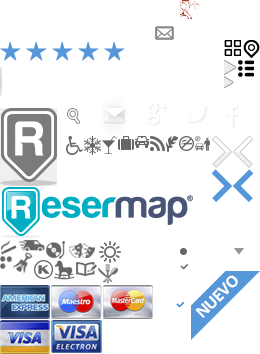 g+
f
R
Resermap®
K
AMERICAN
EXPRESS
Maestro
MasterCard
VISA
VISA
ELECTRON
NUEVO